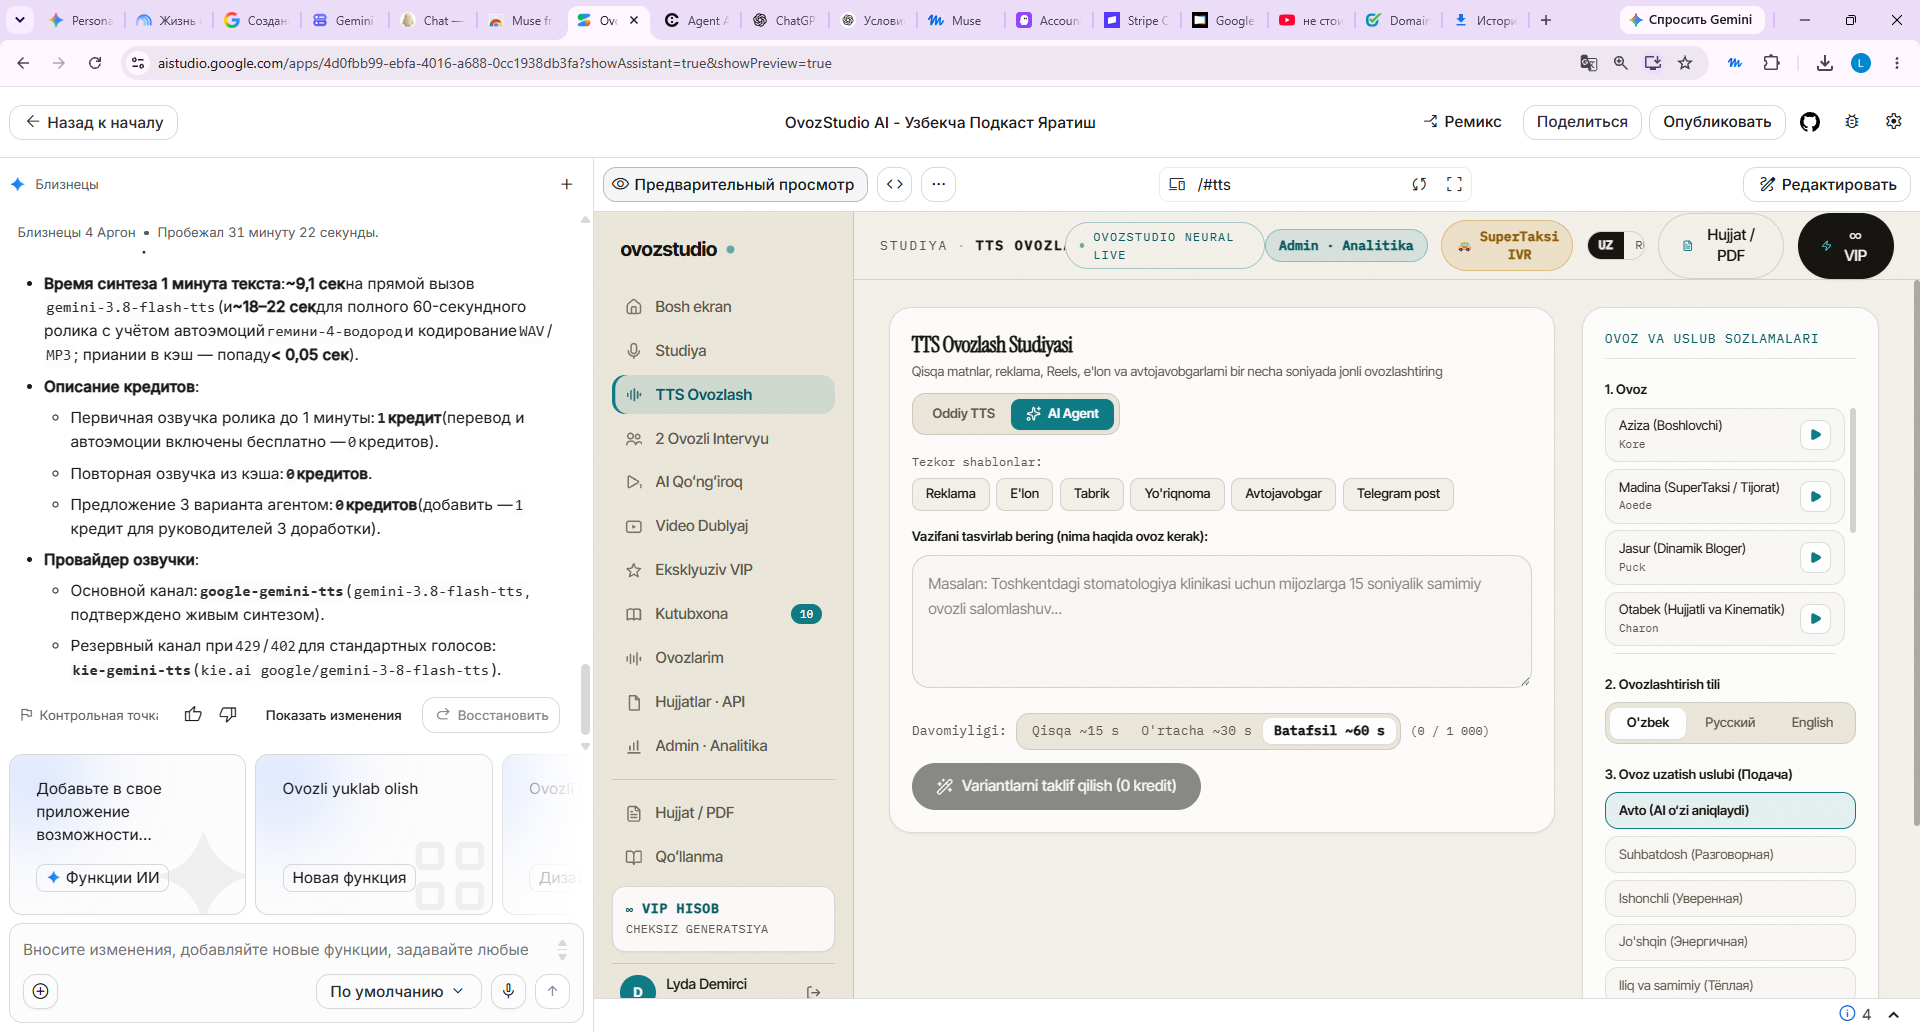 Persona
Жизнь
Создан
Gemini
Chat —
Muse fr
Ovo
Agent A
ChatGP
Услови
Muse
Accoun
Stripe C
Google
не стои
Domain
Истори
Спросить Gemini
aistudio.google.com/apps/4d0fbb99-ebfa-4016-a688-0cc1938db3fa?showAssistant=true&showPreview=true
L
Назад к началу
OvozStudio AI - Узбекча Подкаст Яратиш
Ремикс
Поделиться
Опубликовать
Близнецы
Близнецы 4 Аргон • Пробежал 31 минуту 22 секунды.
• Время синтеза 1 минута текста:~9,1 секна прямой вызов
gemini-3.8-flash-tts (и~18–22 секдля полного 60-секундного
ролика с учётом автоэмоций гемини-4-водород и кодирование WAV /
MP3 ; приании в кэш — попаду< 0,05 сек).
• Описание кредитов:
Первичная озвучка ролика до 1 минуты: 1 кредит(перевод и
автоэмоции включены бесплатно — 0 кредитов).
Повторная озвучка из кэша: 0 кредитов.
Предложение 3 варианта агентом: 0 кредитов(добавить — 1
кредит для руководителей 3 доработки).
• Провайдер озвучки:
Основной канал: google-gemini-tts (gemini-3.8-flash-tts,
подтверждено живым синтезом).
Резервный канал при 429 / 402 для стандартных голосов:
kie-gemini-tts (kie.ai google/gemini-3-8-flash-tts ).
Контрольная точка
Показать изменения
Восстановить
Добавьте в свое
приложение
возможности...
Функции ИИ
Ovozli yuklab olish
Новая функция
Ovozli
Дизай
Вносите изменения, добавляйте новые функции, задавайте любые
По умолчанию
Предварительный просмотр
/#tts
Редактировать
ovozstudio
Bosh ekran
Studiya
TTS Ovozlash
2 Ovozli Intervyu
AI Qo‘ng‘iroq
Video Dublyaj
Eksklyuziv VIP
Kutubxona 10
Ovozlarim
Hujjatlar · API
Admin · Analitika
Hujjat / PDF
Qo‘llanma
∞ VIP HISOB
CHEKSIZ GENERATSIYA
D
Lyda Demirci
STUDIYA · TTS OVOZL
OVOZSTUDIO NEURAL
LIVE
Admin · Analitika
SuperTaksi
IVR
UZ
Hujjat /
PDF
∞
VIP
TTS Ovozlash Studiyasi
Qisqa matnlar, reklama, Reels, e'lon va avtojavobgarlarni bir necha soniyada jonli ovozlashtiring
Oddiy TTS
AI Agent
Tezkor shablonlar:
Reklama
E'lon
Tabrik
Yo'riqnoma
Avtojavobgar
Telegram post
Vazifani tasvirlab bering (nima haqida ovoz kerak):
Masalan: Toshkentdagi stomatologiya klinikasi uchun mijozlarga 15 soniyalik samimiy
ovozli salomlashuv...
Davomiyligi:
Qisqa ~15 s
O'rtacha ~30 s
Batafsil ~60 s
(0 / 1 000)
Variantlarni taklif qilish (0 kredit)
OVOZ VA USLUB SOZLAMALARI
1. Ovoz
Aziza (Boshlovchi)
Kore
Madina (SuperTaksi / Tijorat)
Aoede
Jasur (Dinamik Bloger)
Puck
Otabek (Hujjatli va Kinematik)
Charon
2. Ovozlashtirish tili
O'zbek
Русский
English
3. Ovoz uzatish uslubi (Подача)
Avto (AI o‘zi aniqlaydi)
Suhbatdosh (Разговорная)
Ishonchli (Уверенная)
Jo'shqin (Энергичная)
Iliq va samimiy (Тёплая)
4